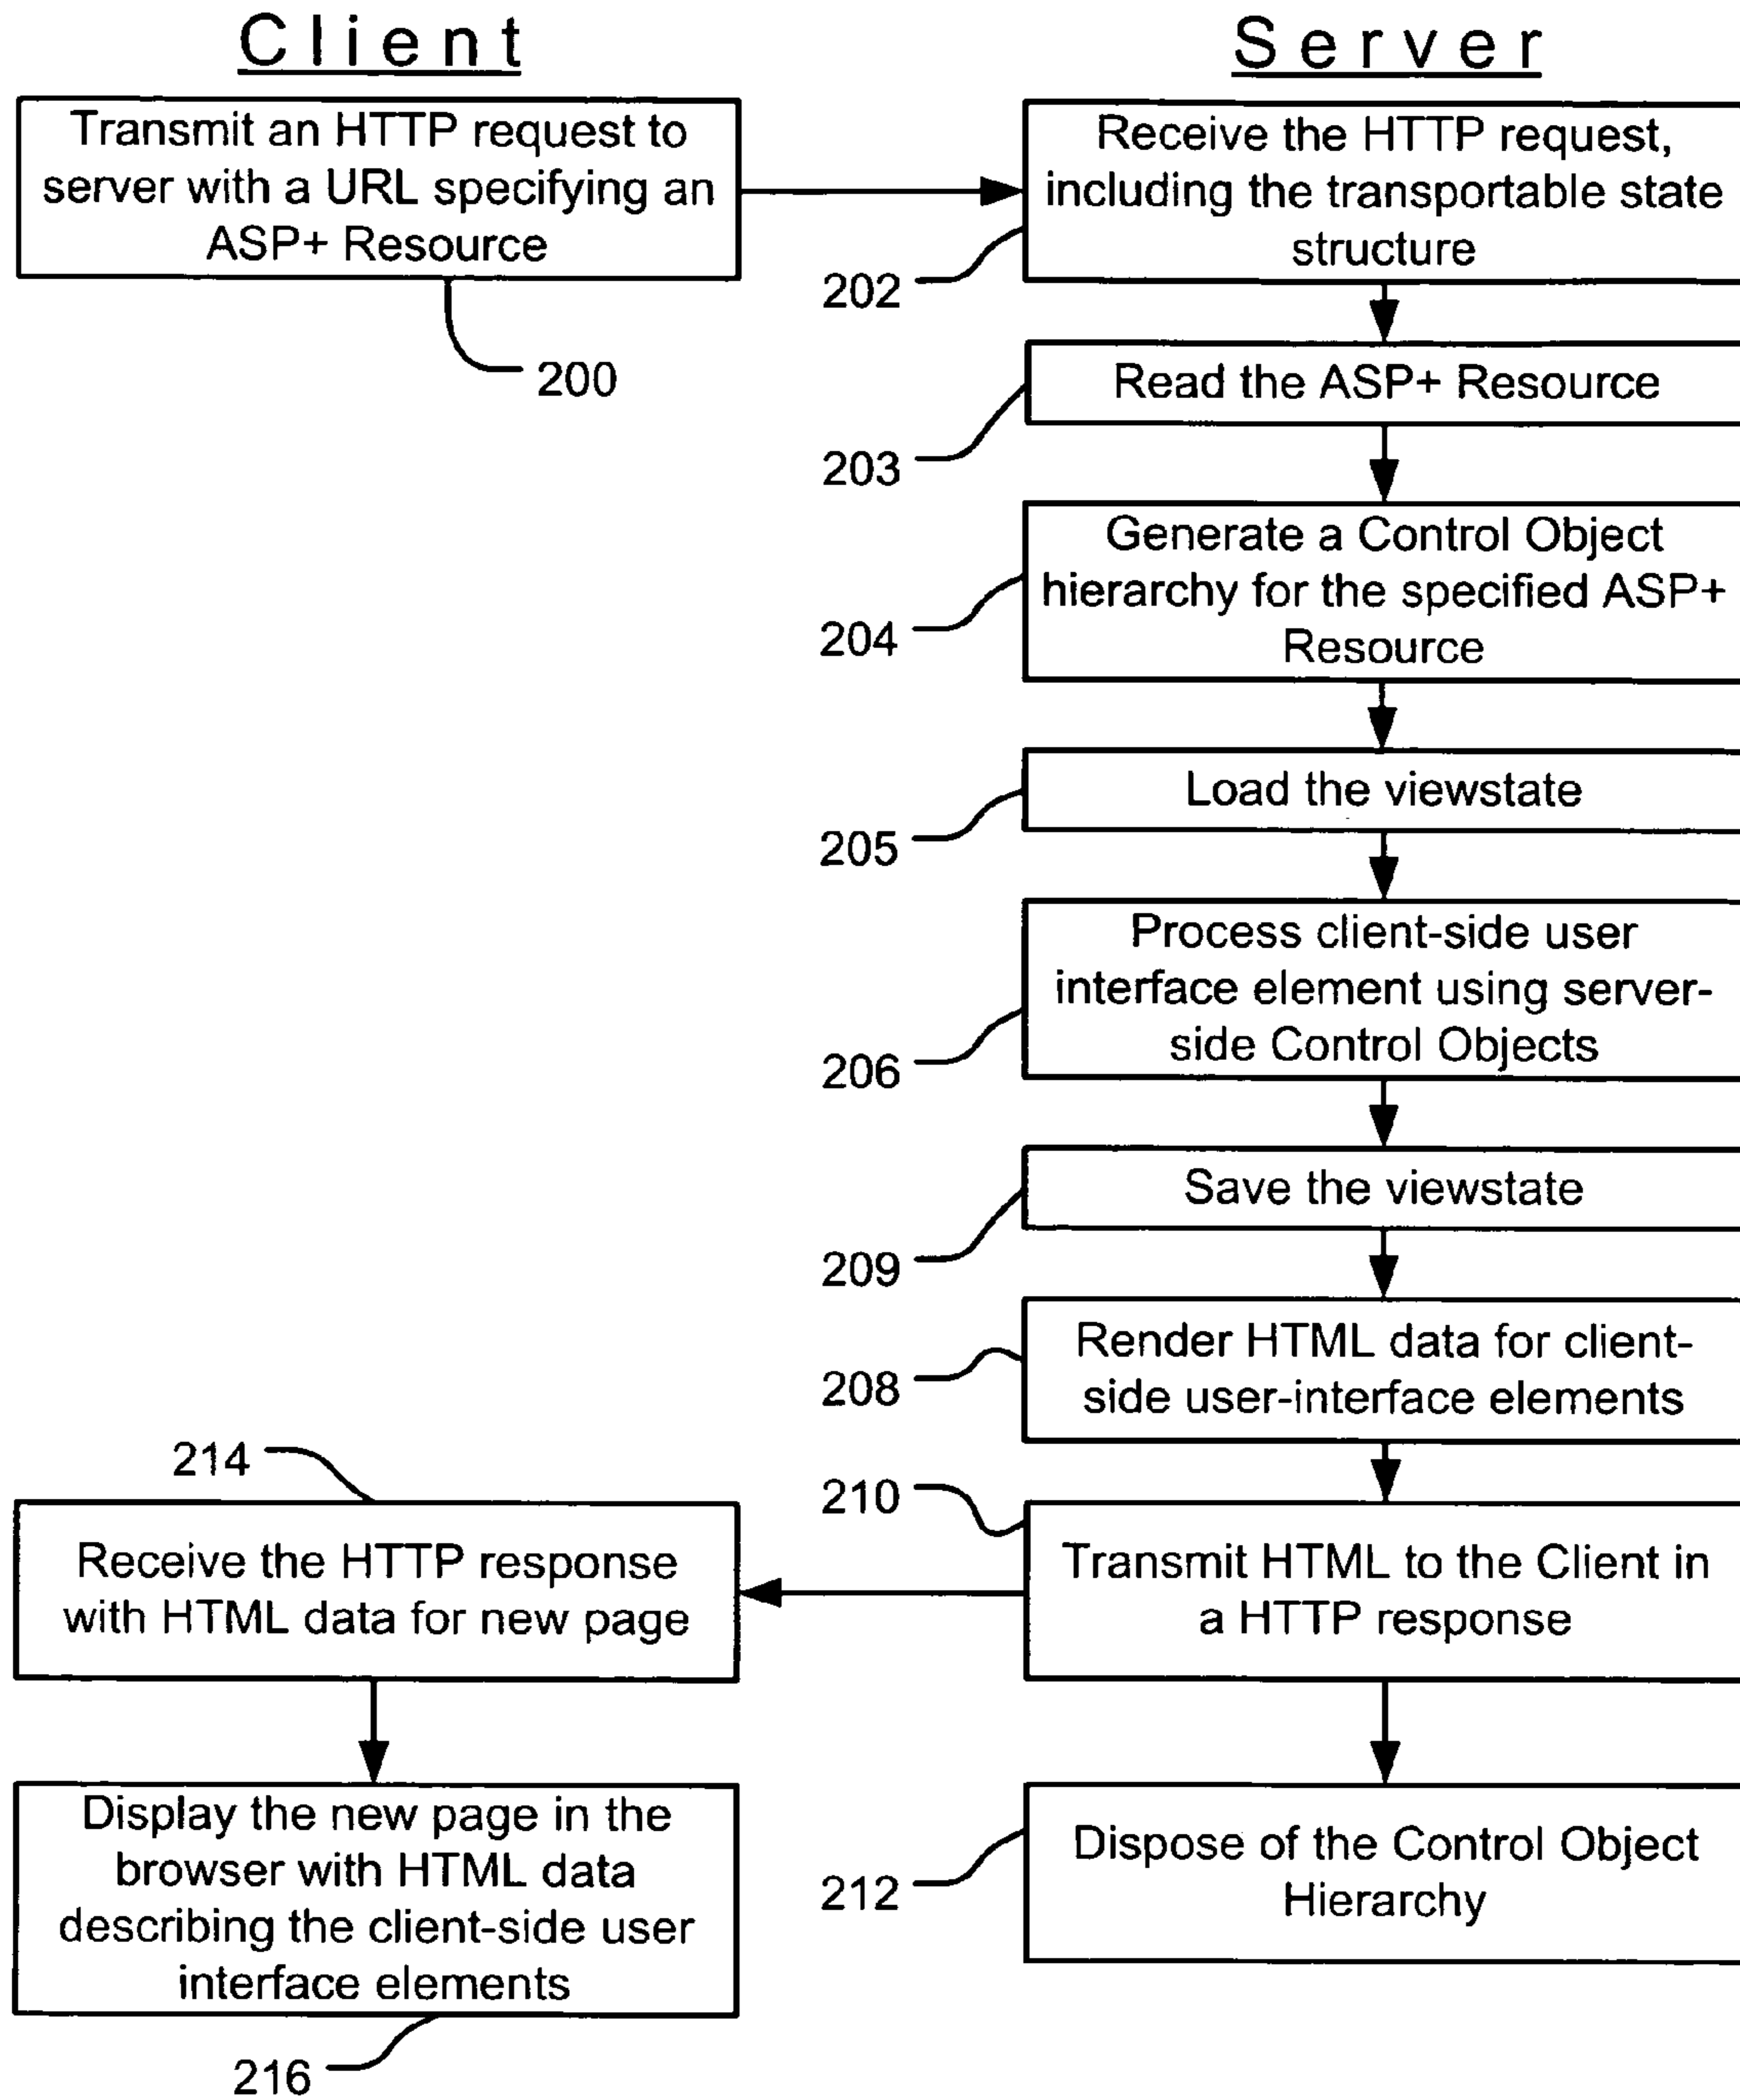 Client
Server
Transmit an HTTP request to
server with a URL specifying an
ASP+ Resource
200
Receive the HTTP request,
including the transportable state
structure
202
Read the ASP+ Resource
203
Generate a Control Object
hierarchy for the specified ASP+
Resource
204
Load the viewstate
205
Process client-side user
interface element using server-
side Control Objects
206
Save the viewstate
209
Render HTML data for client-
side user-interface elements
208
210
Transmit HTML to the Client in
a HTTP response
214
Receive the HTTP response
with HTML data for new page
Display the new page in the
browser with HTML data
describing the client-side user
interface elements
216
Dispose of the Control Object
Hierarchy
212